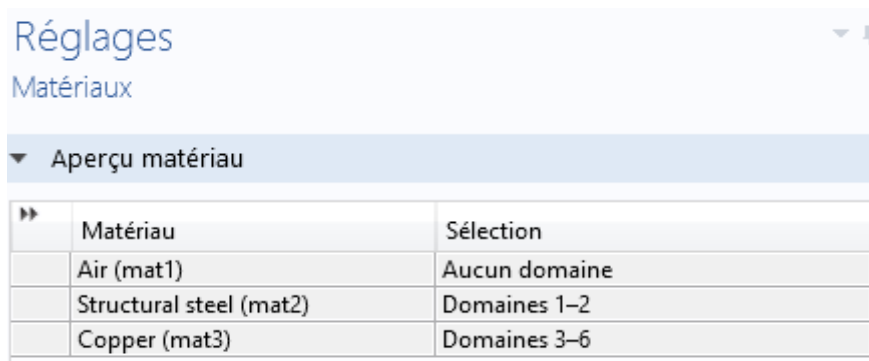 Réglages
Matériaux
Aperçu matériau
Matériau Sélection
Air (mat1) Aucun domaine
Structural steel (mat2) Domaines 1–2
Copper (mat3) Domaines 3–6